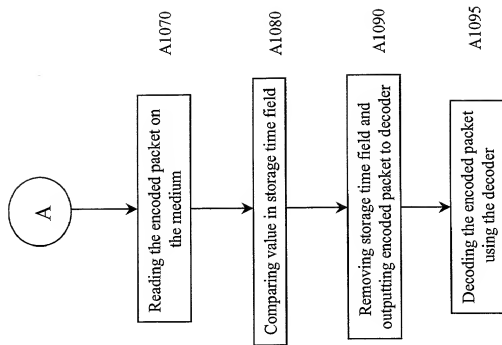 A
Reading the encoded packet on
the medium
A1070
Comparing value in storage time field
A1080
Removing storage time field and
outputting encoded packet to decoder
A1090
Decoding the encoded packet
using the decoder
A1095